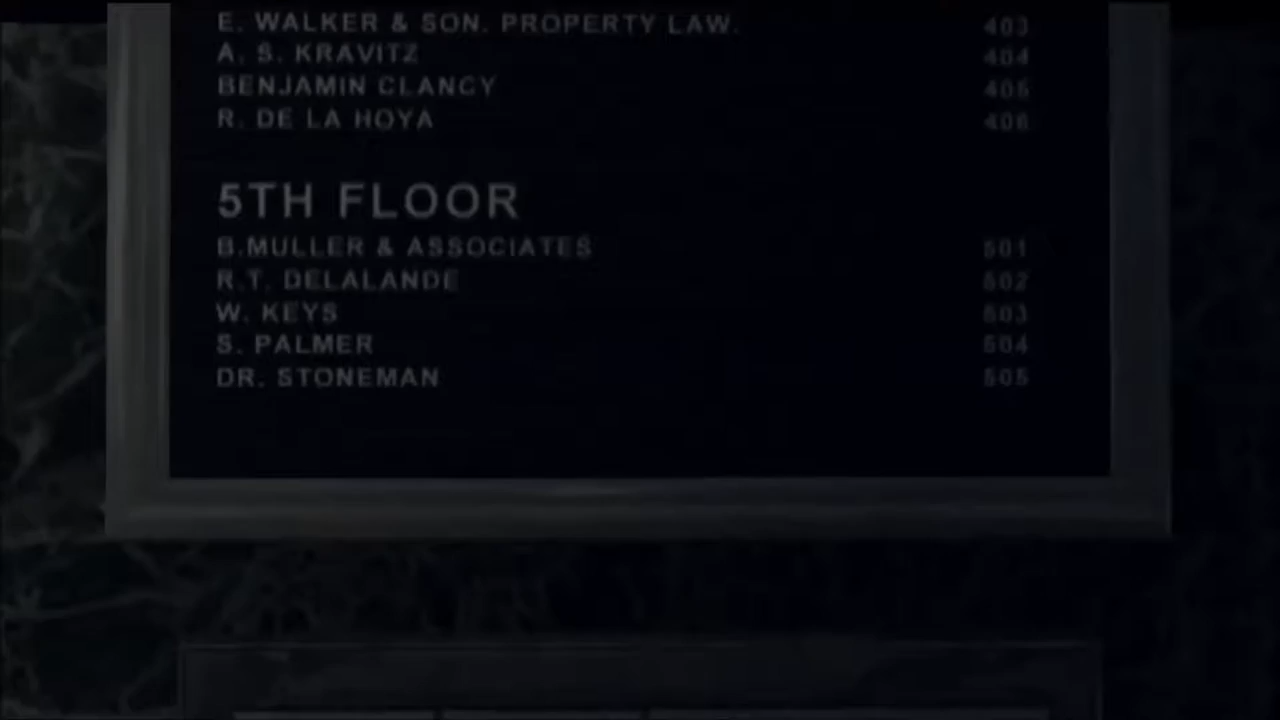 E. WALKER & SON. PROPERTY LAW. 403
A. S. KRAVITZ 404
BENJAMIN CLANCY 405
R. DE LA HOYA 406
5TH FLOOR
B.MULLER & ASSOCIATES 501
R.T. DELALANDE 502
W. KEYS 503
S. PALMER 504
DR. STONEMAN 505